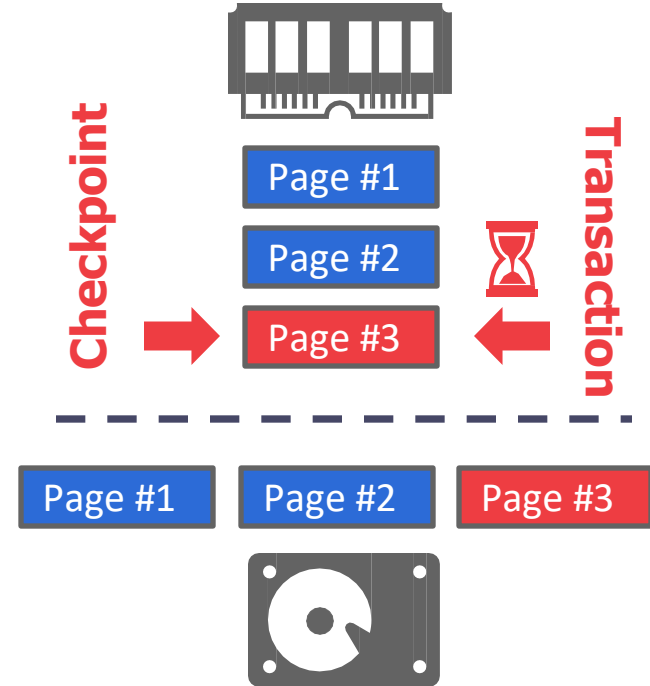 Checkpoint
Transaction
Page #1
Page #2
Page #3
Page #1
Page #2
Page #3